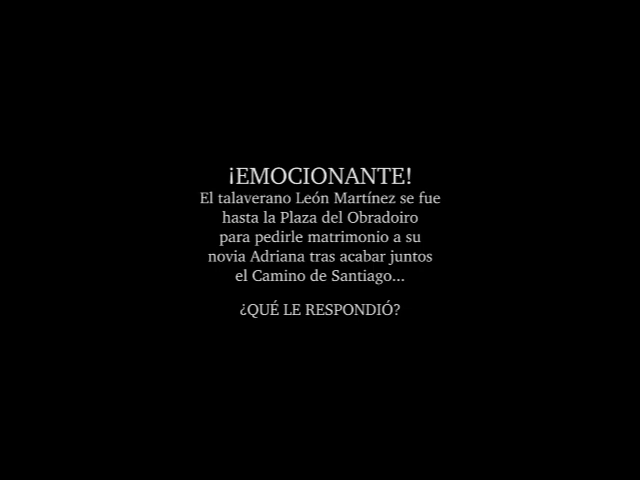 ¡EMOCIONANTE!
El talaverano León Martínez se fue
hasta la Plaza del Obradoiro
para pedirle matrimonio a su
novia Adriana tras acabar juntos
el Camino de Santiago...
¿QUÉ LE RESPONDIÓ?